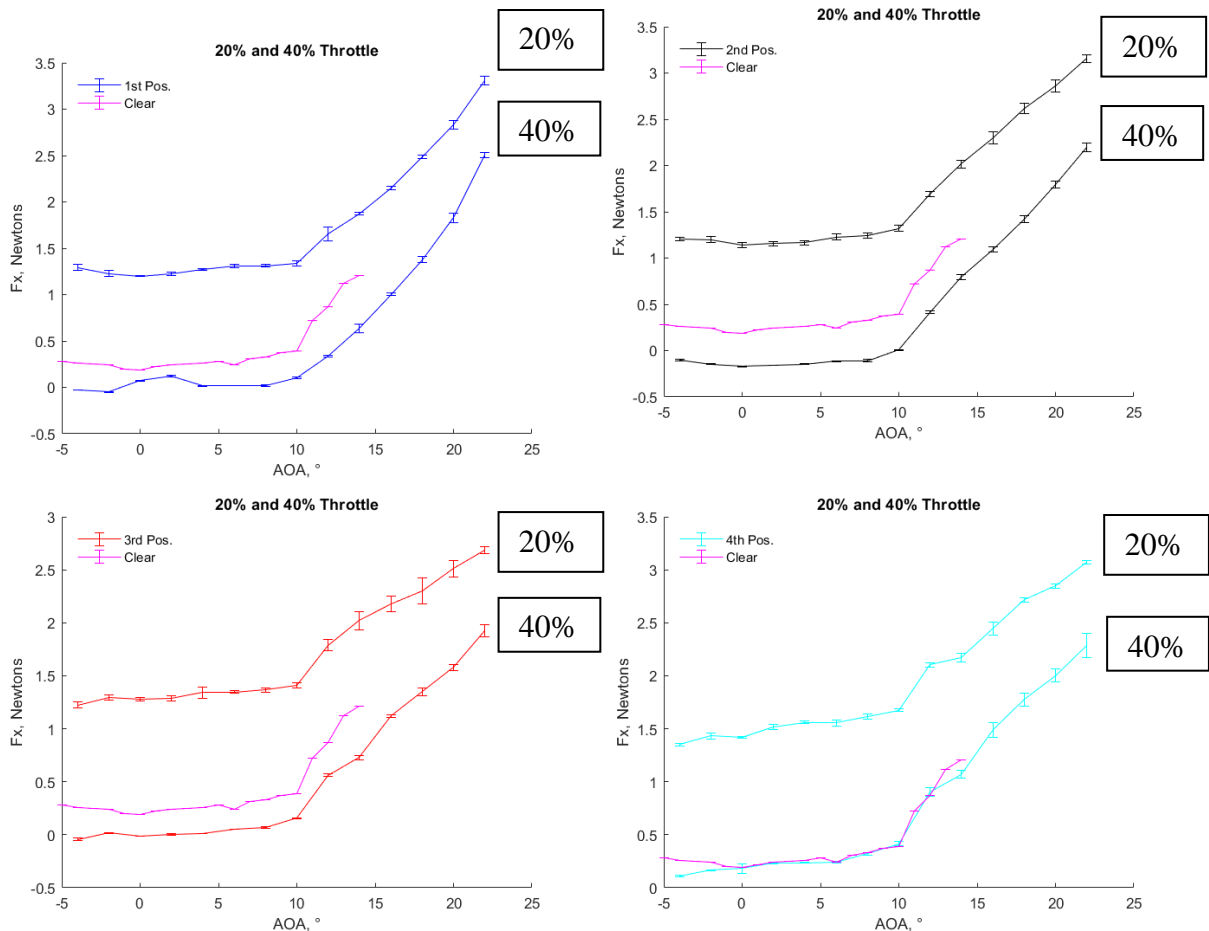 20% and 40% Throttle
20%
40%
1st Pos.
Clear
3.5
3
2.5
2
1.5
1
0.5
0
-0.5
Fx, Newtons
-5 0 5 10 15 20 25
AOA, °
20% and 40% Throttle
20%
40%
2nd Pos.
Clear
3.5
3
2.5
2
1.5
1
0.5
0
-0.5
Fx, Newtons
-5 0 5 10 15 20 25
AOA, °
20% and 40% Throttle
20%
40%
3rd Pos.
Clear
3
2.5
2
1.5
1
0.5
0
-0.5
Fx, Newtons
-5 0 5 10 15 20 25
AOA, °
20% and 40% Throttle
20%
40%
4th Pos.
Clear
3.5
3
2.5
2
1.5
1
0.5
0
Fx, Newtons
-5 0 5 10 15 20 25
AOA, °